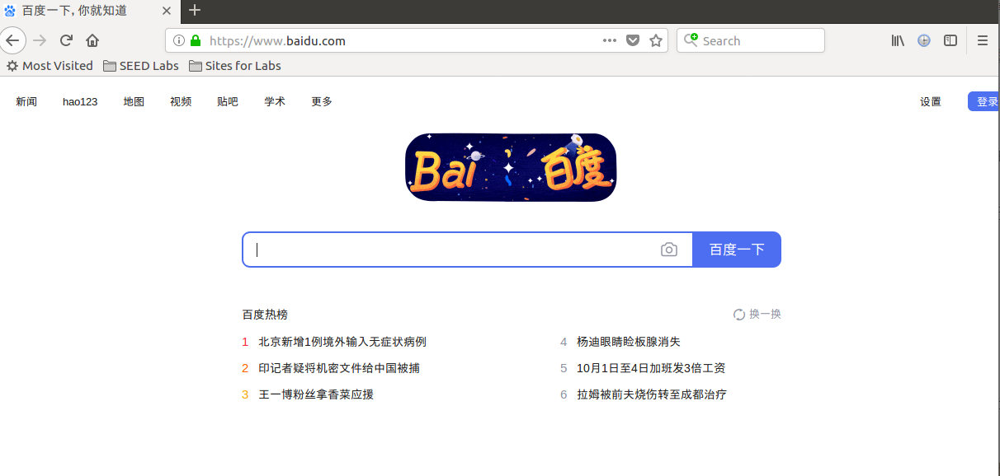 百度一下, 你就知道
https://www.baidu.com
Search
Most Visited SEED Labs Sites for Labs
新闻 hao123 地图 视频 贴吧 学术 更多 设置 登录
Bai 百度
百度一下
百度热榜 换一换
1 北京新增1例境外输入无症状病例
2 印记者疑将机密文件给中国被捕
3 王一博粉丝拿香菜应援
4 杨迪眼睛睑板腺消失
5 10月1日至4日加班发3倍工资
6 拉姆被前夫烧伤转至成都治疗